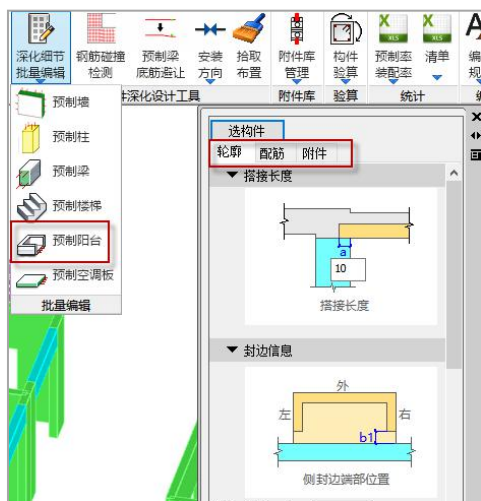 深化细节
批量编辑
钢筋碰撞
检测
预制梁
底筋避让
安装
方向
拾取
布置
附件库
管理
构件
验算
XLS
预制率
装配率
XLS
清单
件深化设计工具
附件库
验算
统计
预制墙
预制柱
预制梁
预制楼梯
预制阳台
预制空调板
批量编辑
选构件
轮廓 配筋 附件
搭接长度
a
10
搭接长度
封边信息
外
左
右
b1
侧封边端部位置